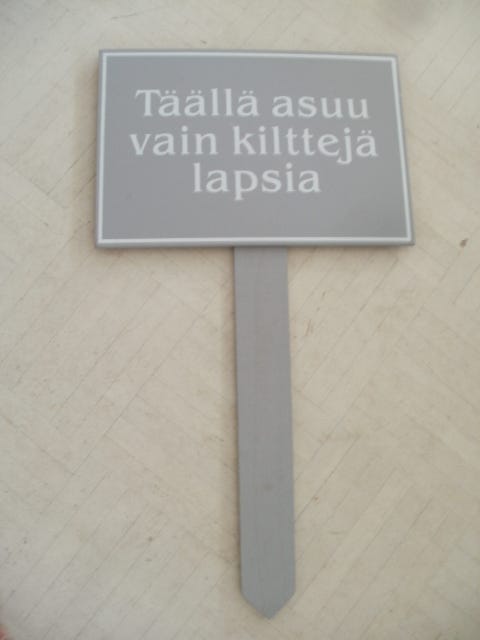 Täällä asuu
vain kilttejä
lapsia